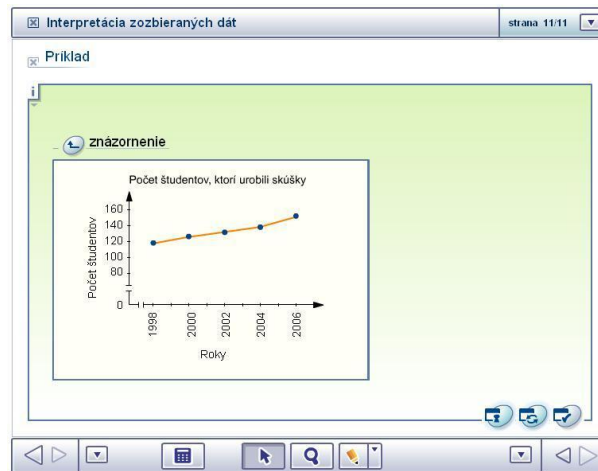 Interpretácia zozbieraných dát
strana 11/11
Príklad
i
znázornenie
Počet študentov, ktorí urobili skúšky
Počet študentov
160
140
120
100
80
0
1998
2000
2002
2004
2006
Roky